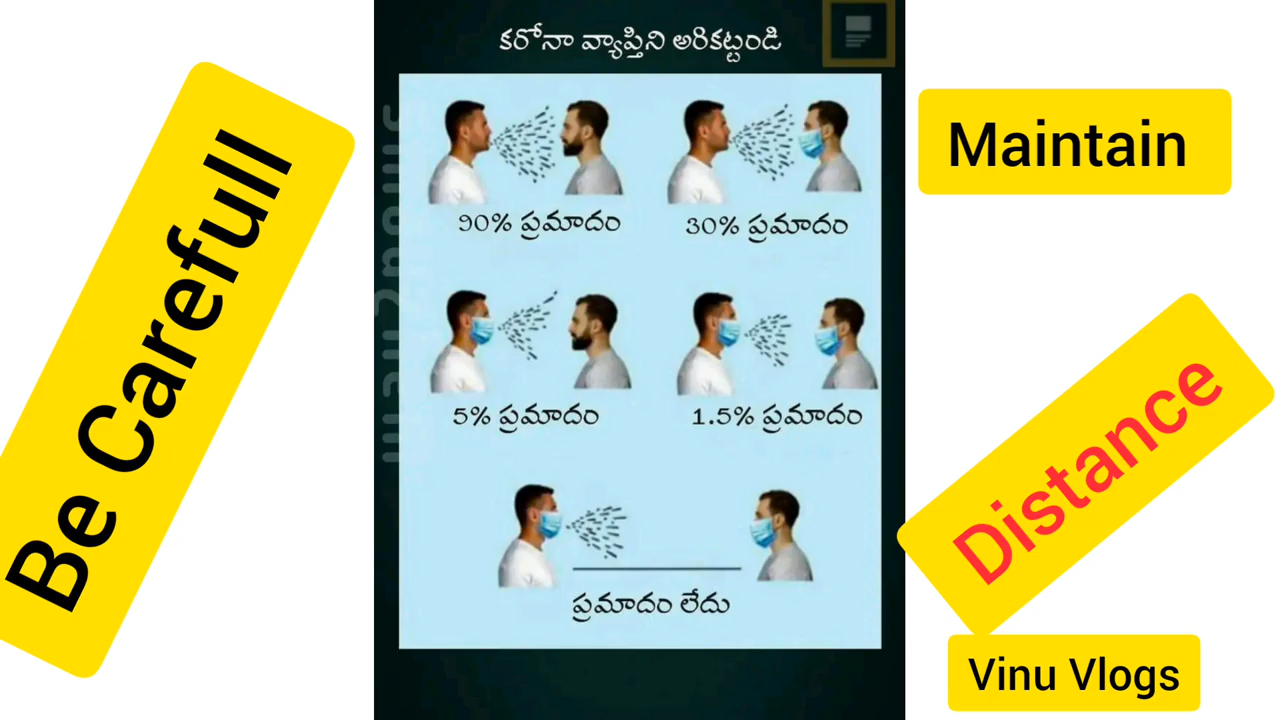 Be Carefull
కరోనా వ్యాప్తిని అరికట్టండి
90% ప్రమాదం
30% ప్రమాదం
5% ప్రమాదం
1.5% ప్రమాదం
ప్రమాదం లేదు
Maintain
Distance
Vinu Vlogs